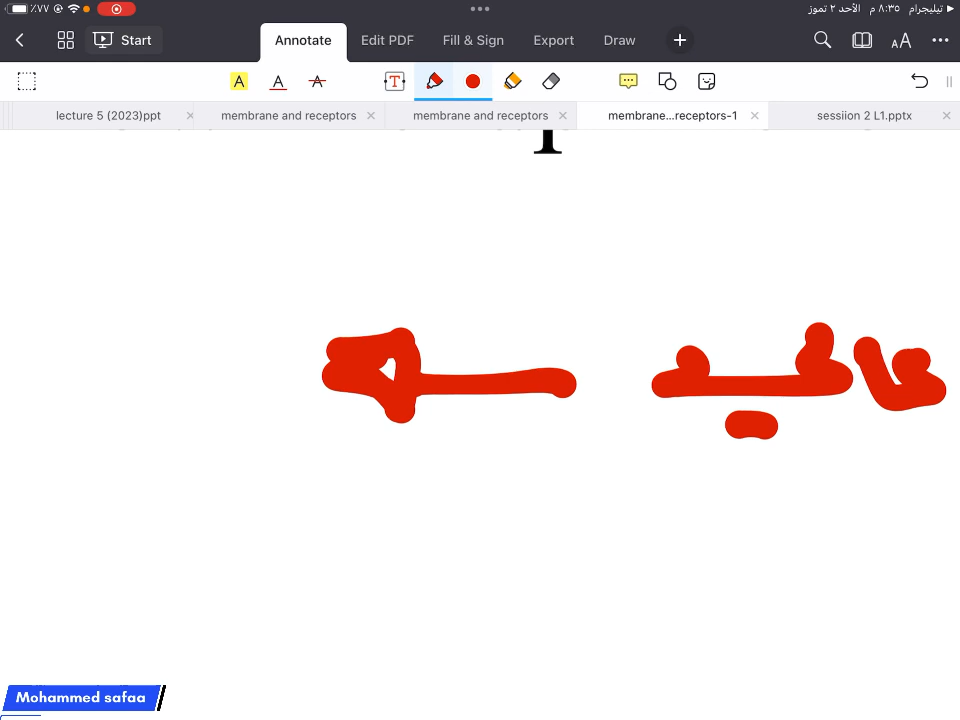 تيليجرام ◀ ٨:٣٥ م الأحد ٢ تموز ٪٧٧
Start Annotate Edit PDF Fill & Sign Export Draw
lecture 5 (2023)ppt membrane and receptors membrane and receptors membrane...receptors-1 sessiion 2 L1.pptx
Mohammed safaa